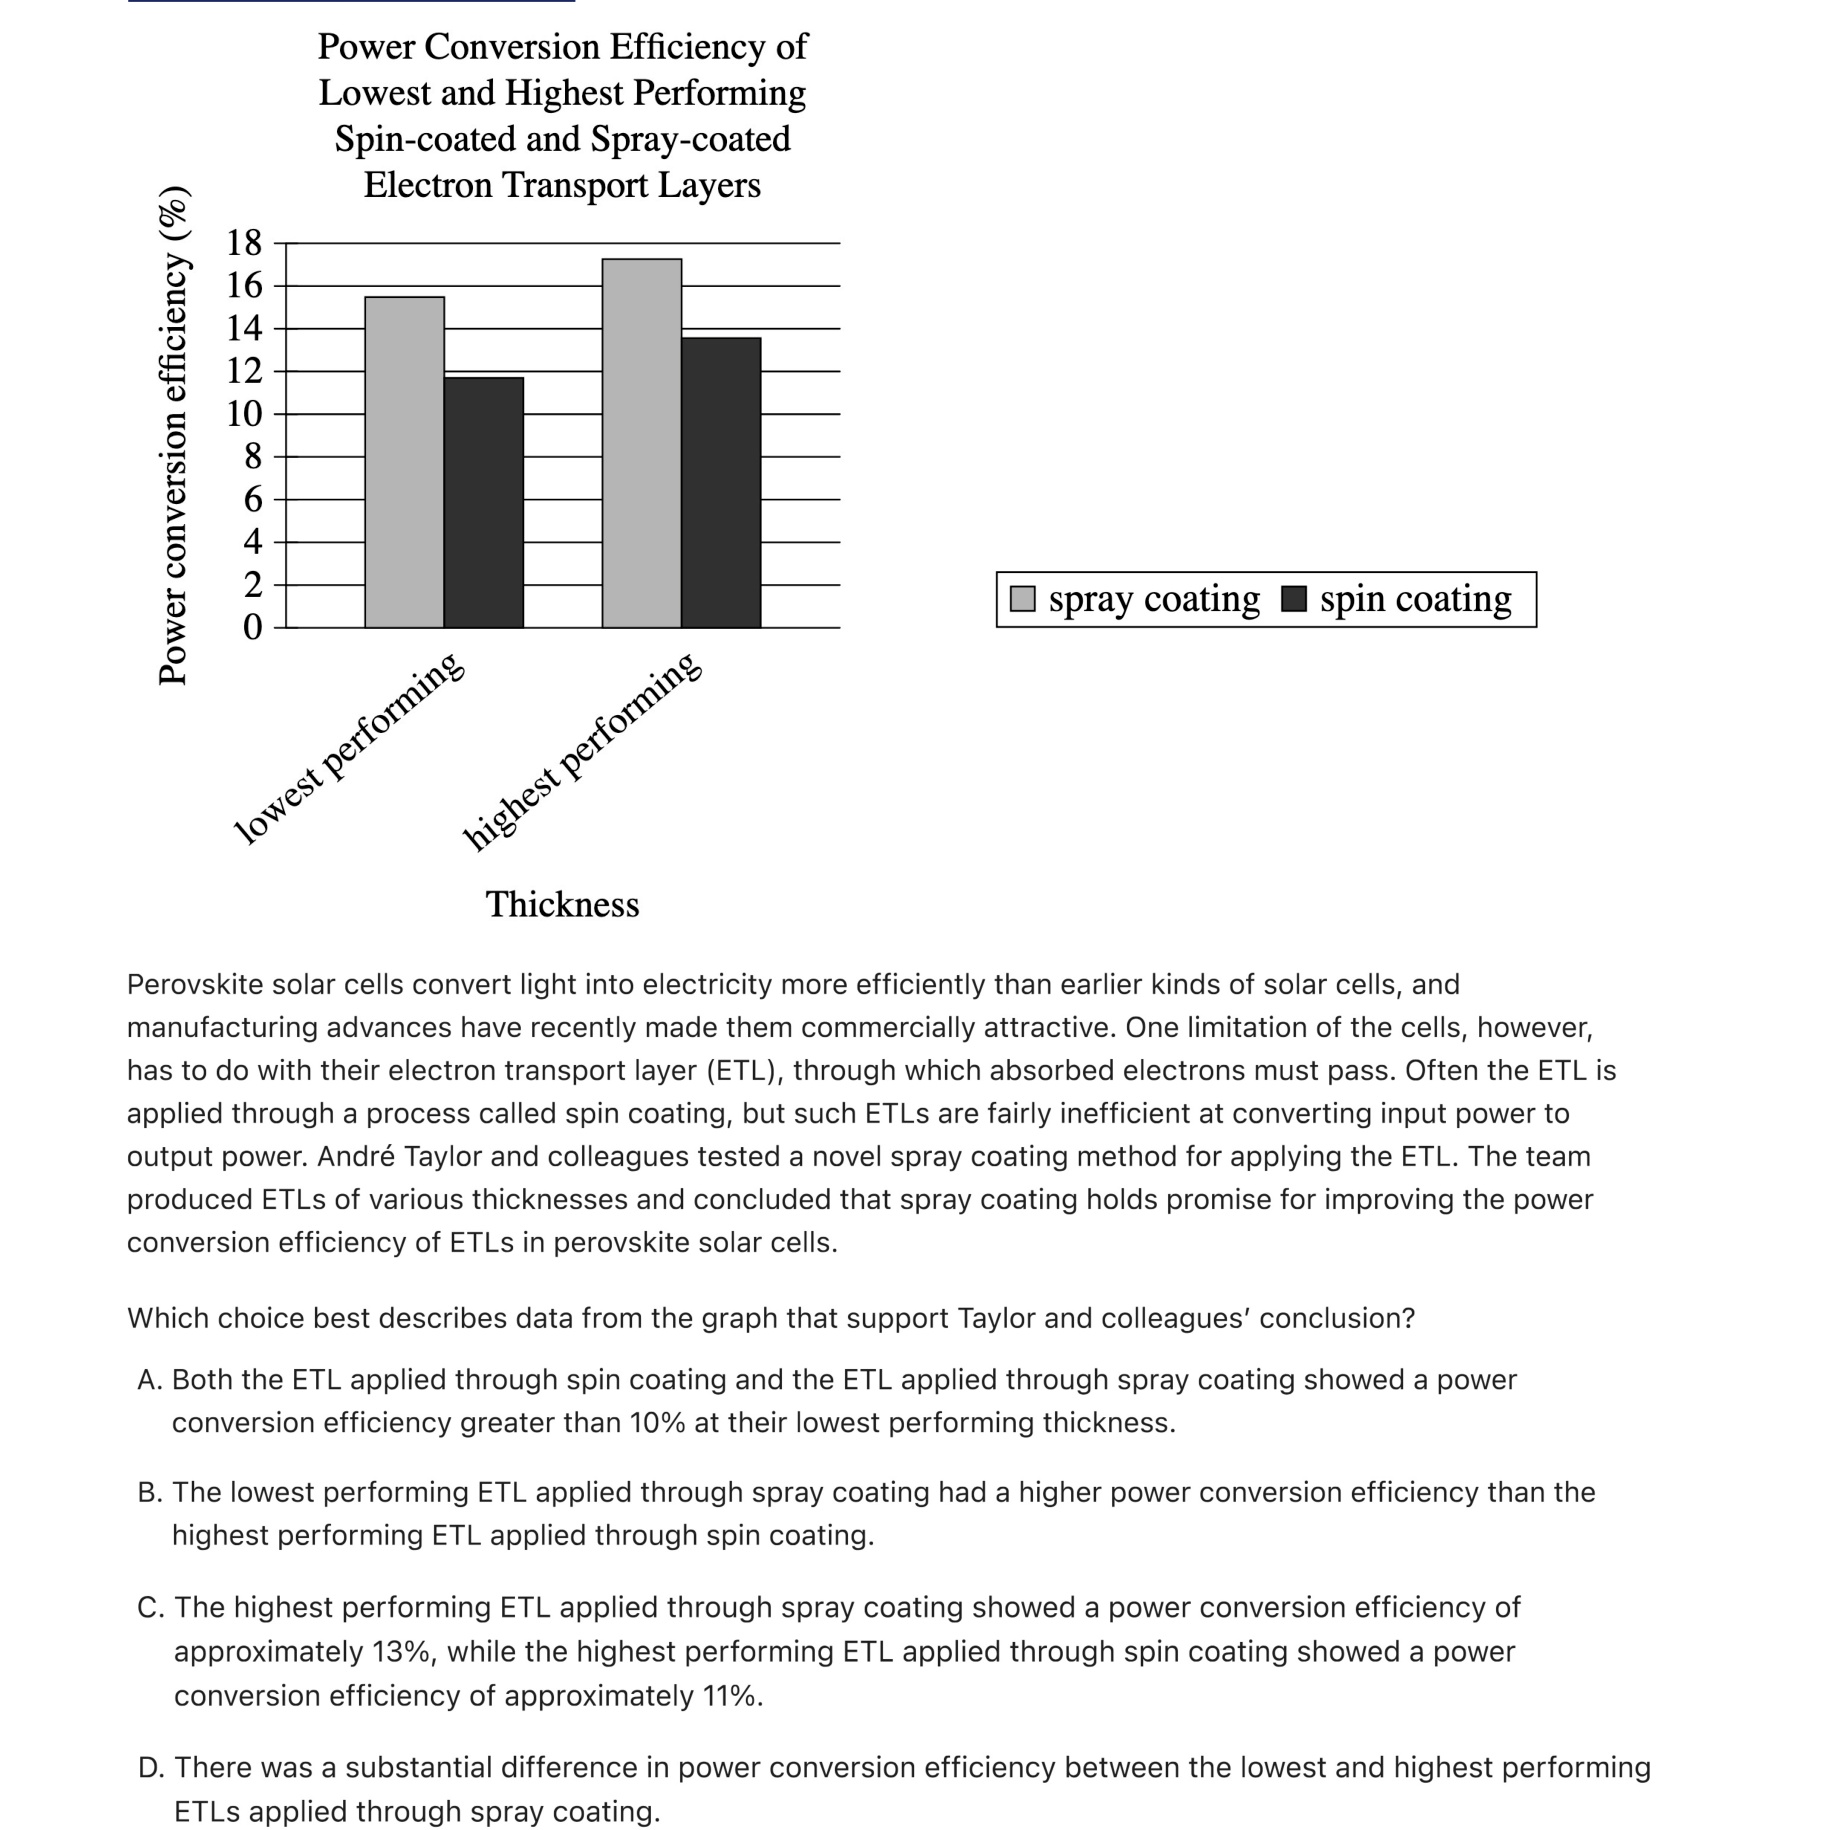 Power Conversion Efficiency of
Lowest and Highest Performing
Spin-coated and Spray-coated
Electron Transport Layers
Power conversion efficiency (%)
18
16
14
12
10
8
6
4
2
0
spray coating spin coating
lowest performing
highest performing
Thickness
Perovskite solar cells convert light into electricity more efficiently than earlier kinds of solar cells, and
manufacturing advances have recently made them commercially attractive. One limitation of the cells, however,
has to do with their electron transport layer (ETL), through which absorbed electrons must pass. Often the ETL is
applied through a process called spin coating, but such ETLs are fairly inefficient at converting input power to
output power. André Taylor and colleagues tested a novel spray coating method for applying the ETL. The team
produced ETLs of various thicknesses and concluded that spray coating holds promise for improving the power
conversion efficiency of ETLs in perovskite solar cells.
Which choice best describes data from the graph that support Taylor and colleagues’ conclusion?
A. Both the ETL applied through spin coating and the ETL applied through spray coating showed a power
conversion efficiency greater than 10% at their lowest performing thickness.
B. The lowest performing ETL applied through spray coating had a higher power conversion efficiency than the
highest performing ETL applied through spin coating.
C. The highest performing ETL applied through spray coating showed a power conversion efficiency of
approximately 13%, while the highest performing ETL applied through spin coating showed a power
conversion efficiency of approximately 11%.
D. There was a substantial difference in power conversion efficiency between the lowest and highest performing
ETLs applied through spray coating.